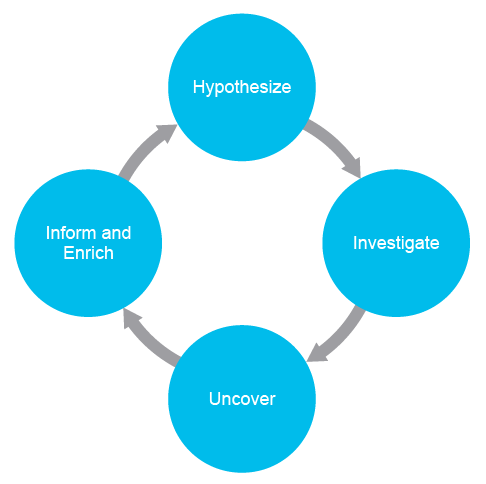 Hypothesize
Investigate
Uncover
Inform and
Enrich